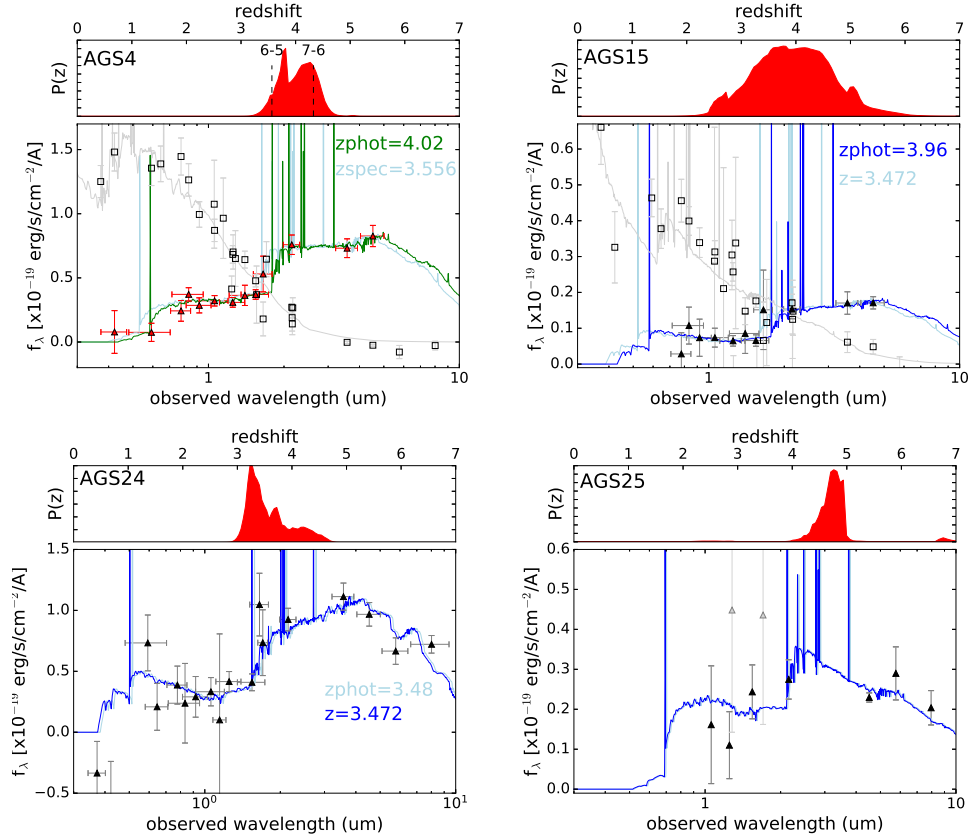 redshift
0 1 2 3 4 5 6 7
P(z)
AGS4
6-5
7-6
1.5
1.0
0.5
0.0
f_λ [x10⁻¹⁹ erg/s/cm⁻²/A]
zphot=4.02
zspec=3.556
1 10
observed wavelength (um)
redshift
0 1 2 3 4 5 6 7
P(z)
AGS15
0.6
0.5
0.4
0.3
0.2
0.1
0.0
f_λ [x10⁻¹⁹ erg/s/cm⁻²/A]
zphot=3.96
z=3.472
1 10
observed wavelength (um)
redshift
0 1 2 3 4 5 6 7
P(z)
AGS24
1.5
1.0
0.5
0.0
−0.5
f_λ [x10⁻¹⁹ erg/s/cm⁻²/A]
zphot=3.48
z=3.472
10⁰ 10¹
observed wavelength (um)
redshift
0 1 2 3 4 5 6 7
P(z)
AGS25
0.6
0.5
0.4
0.3
0.2
0.1
0.0
f_λ [x10⁻¹⁹ erg/s/cm⁻²/A]
1 10
observed wavelength (um)